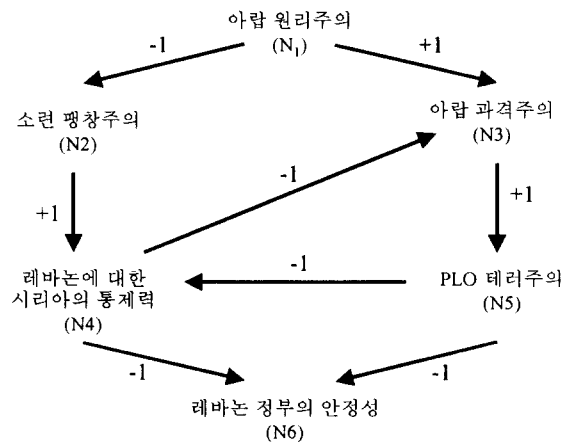 아랍 원리주의
(N1)
-1
+1
소련 팽창주의
(N2)
아랍 과격주의
(N3)
-1
+1
+1
레바논에 대한
시리아의 통제력
(N4)
-1
PLO 테러주의
(N5)
-1
-1
레바논 정부의 안정성
(N6)